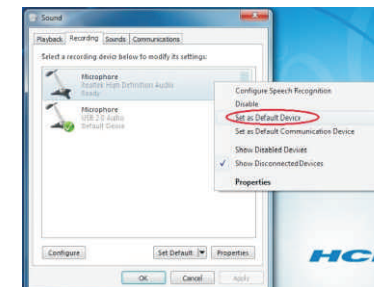 Sound
Playback Recording Sounds Communications
Select a recording device below to modify its settings:
Microphone
Realtek High Definition Audio
Ready
Microphone
USB 2.0 Audio
Default Device
Configure Speech Recognition
Disable
Set as Default Device
Set as Default Communication Device
Show Disabled Devices
Show Disconnected Devices
Properties
Configure
Set Default
Properties
OK
Cancel
Apply